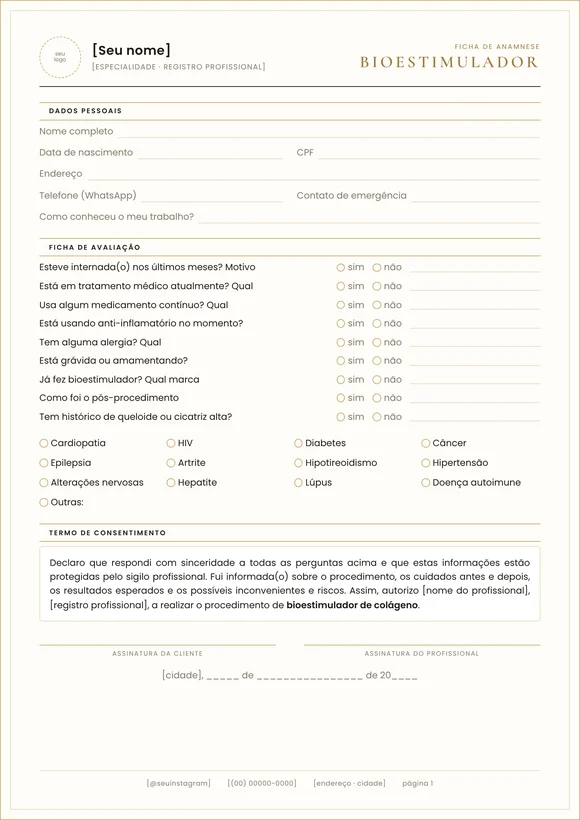 seu
logo
[Seu nome]
[ESPECIALIDADE · REGISTRO PROFISSIONAL]
FICHA DE ANAMNESE
BIOESTIMULADOR
DADOS PESSOAIS
Nome completo
Data de nascimento CPF
Endereço
Telefone (WhatsApp) Contato de emergência
Como conheceu o meu trabalho?
FICHA DE AVALIAÇÃO
Esteve internada(o) nos últimos meses? Motivo sim não
Está em tratamento médico atualmente? Qual sim não
Usa algum medicamento contínuo? Qual sim não
Está usando anti-inflamatório no momento? sim não
Tem alguma alergia? Qual sim não
Está grávida ou amamentando? sim não
Já fez bioestimulador? Qual marca sim não
Como foi o pós-procedimento sim não
Tem histórico de queloide ou cicatriz alta? sim não
Cardiopatia HIV Diabetes Câncer
Epilepsia Artrite Hipotireoidismo Hipertensão
Alterações nervosas Hepatite Lúpus Doença autoimune
Outras:
TERMO DE CONSENTIMENTO
Declaro que respondi com sinceridade a todas as perguntas acima e que estas informações estão
protegidas pelo sigilo profissional. Fui informada(o) sobre o procedimento, os cuidados antes e depois,
os resultados esperados e os possíveis inconvenientes e riscos. Assim, autorizo [nome do profissional],
[registro profissional], a realizar o procedimento de bioestimulador de colágeno.
ASSINATURA DA CLIENTE ASSINATURA DO PROFISSIONAL
[cidade], _____ de ________________ de 20____
[@seuinstagram] [(00) 00000-0000] [endereço · cidade] página 1